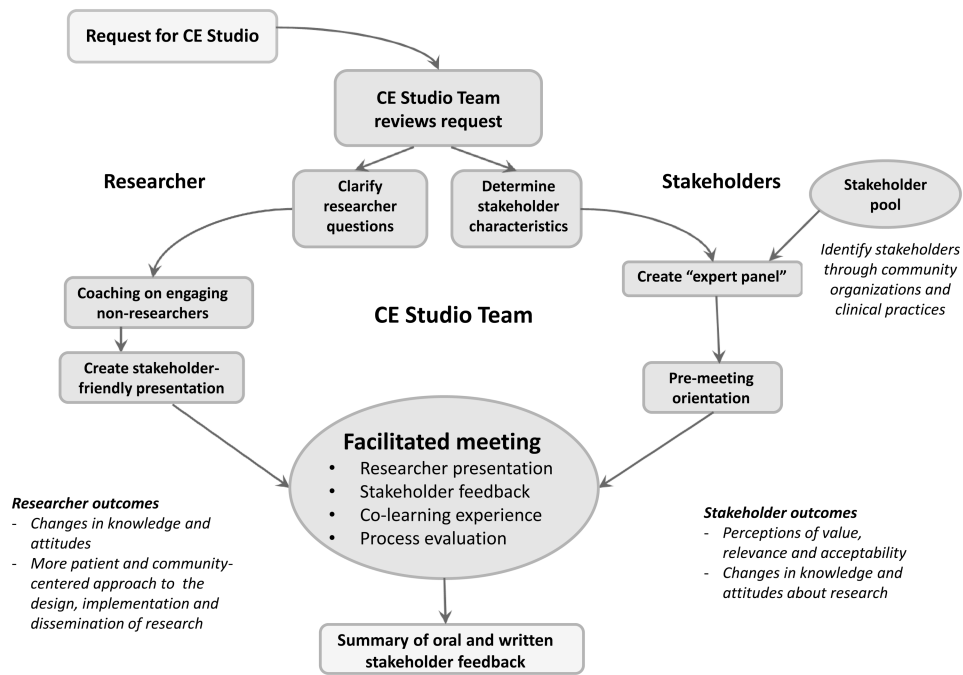 Request for CE Studio
CE Studio Team
reviews request
Researcher
Clarify
researcher
questions
Determine
stakeholder
characteristics
Stakeholders
Stakeholder
pool
Identify stakeholders
through community
organizations and
clinical practices
Coaching on engaging
non-researchers
CE Studio Team
Create “expert panel”
Create stakeholder-
friendly presentation
Pre-meeting
orientation
Facilitated meeting
• Researcher presentation
• Stakeholder feedback
• Co-learning experience
• Process evaluation
Researcher outcomes
- Changes in knowledge and
attitudes
- More patient and community-
centered approach to the
design, implementation and
dissemination of research
Stakeholder outcomes
- Perceptions of value,
relevance and acceptability
- Changes in knowledge and
attitudes about research
Summary of oral and written
stakeholder feedback